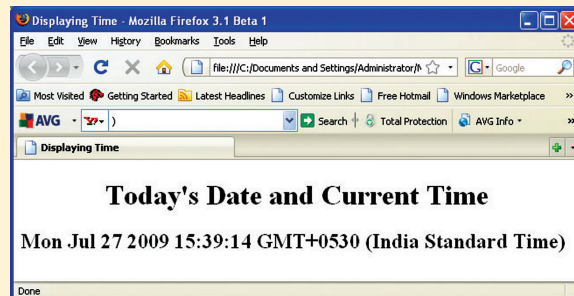 Displaying Time - Mozilla Firefox 3.1 Beta 1
File Edit View History Bookmarks Tools Help
file:///C:/Documents and Settings/Administrator/ G Google
Most Visited Getting Started Latest Headlines Customize Links Free Hotmail Windows Marketplace »
AVG Y! ) Search Total Protection AVG Info »
Displaying Time
Today's Date and Current Time
Mon Jul 27 2009 15:39:14 GMT+0530 (India Standard Time)
Done